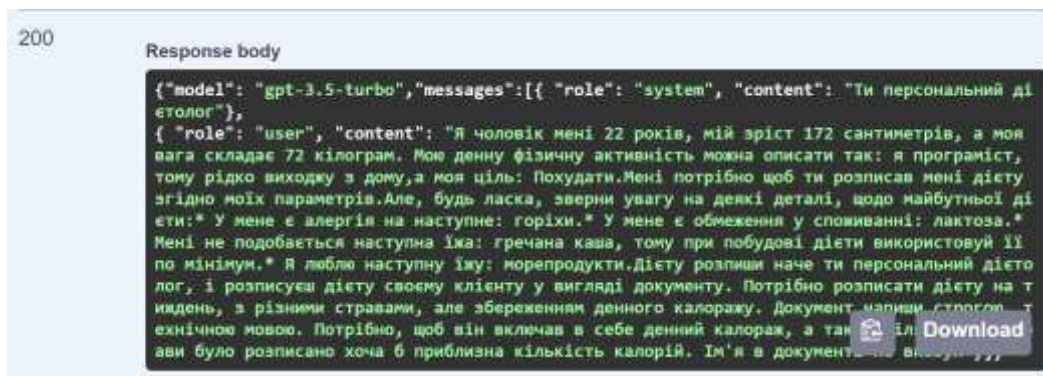 200
Response body
{"model": "gpt-3.5-turbo","messages":[{ "role": "system", "content": "Ти персональний ді
єтолог"},
{ "role": "user", "content": "Я чоловік мені 22 років, мій зріст 172 сантиметрів, а моя
вага складає 72 кілограм. Мою денну фізичну активність можна описати так: я програміст,
тому рідко виходжу з дому,а моя ціль: Похудати.Мені потрібно щоб ти розписав мені дієту
згідно моїх параметрів.Але, будь ласка, зверни увагу на деякі деталі, щодо майбутньої ді
єти:* У мене є алергія на наступне: горіхи.* У мене є обмеження у споживанні: лактоза.*
Мені не подобається наступна їжа: гречана каша, тому при побудові дієти використовуй її
по мінімум.* Я люблю наступну їжу: морепродукти.Дієту розпиши наче ти персональний дієто
лог, і розписуєш дієту своєму клієнту у вигляді документу. Потрібно розписати дієту на т
иждень, з різними стравами, але збереженням денного калоражу. Документ напиши строгою, т
ехнічною мовою. Потрібно, щоб він включав в себе денний калораж, а так
ави було розписано хоча б приблизна кількість калорій. Ім'я в документ
Download